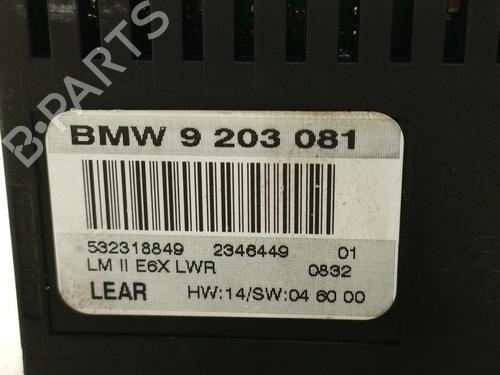 BMW 9 203 081
532318849 2346449 01
LM II E6X LWR 0832
LEAR HW:14/SW:04 60 00
B-PARTS